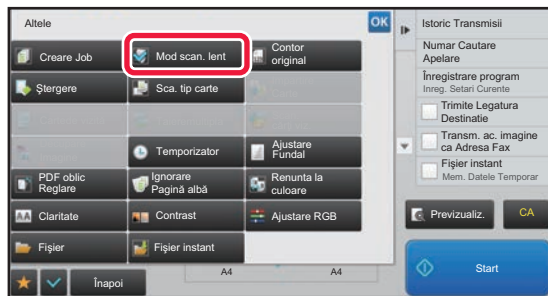 Altele
OK
Creare Job
Mod scan. lent
Contor
original
Ştergere
Sca. tip carte
Temporizator
Ajustare
Fundal
PDF oblic
Reglare
Ignorare
Pagină albă
Renunta la
culoare
Claritate
Contrast
Ajustare RGB
Fişier
Fişier instant
Înapoi
A4
A4
Istoric Transmisii
Numar Cautare
Apelare
Înregistrare program
Inreg. Setari Curente
Trimite Legatura
Destinatie
Transm. ac. imagine
ca Adresa Fax
Fişier instant
Mem. Datele Temporar
Previzualiz.
CA
Start